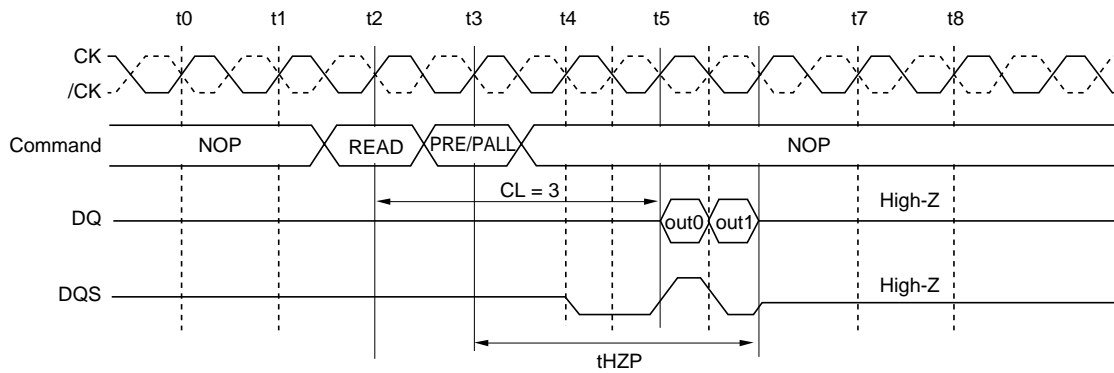 t0 t1 t2 t3 t4 t5 t6 t7 t8
CK
/CK
Command NOP READ PRE/PALL NOP
CL = 3
DQ out0 out1 High-Z
DQS High-Z
tHZP